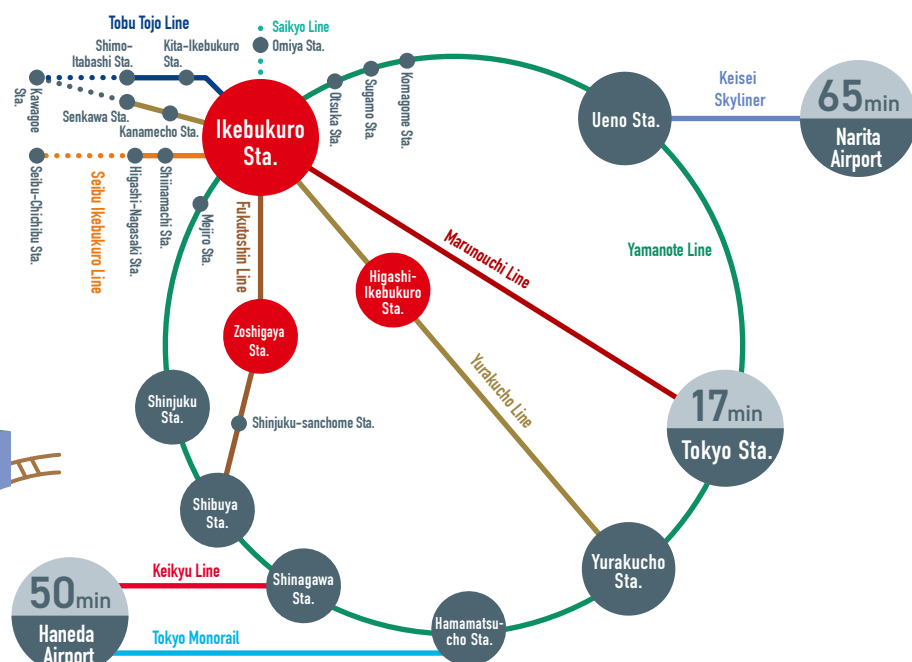 Tobu Tojo Line
Saikyo Line
Omiya Sta.
Shimo-
Itabashi Sta.
Kita-Ikebukuro
Sta.
Kawagoe
Sta.
Senkawa Sta.
Kanamecho Sta.
Ikebukuro
Sta.
Otsuka Sta.
Sugamo Sta.
Komagome Sta.
Ueno Sta.
Keisei
Skyliner
65min
Narita
Airport
Seibu-Chichibu Sta.
Seibu Ikebukuro Line
Higashi-Nagasaki Sta.
Shiinamachi Sta.
Mejiro Sta.
Fukutoshin Line
Marunouchi Line
Yamanote Line
Higashi-
Ikebukuro
Sta.
Zoshigaya
Sta.
Yurakucho Line
Shinjuku
Sta.
Shinjuku-sanchome Sta.
17min
Tokyo Sta.
Shibuya
Sta.
Yurakucho
Sta.
Keikyu Line
Shinagawa
Sta.
50min
Haneda
Airport
Tokyo Monorail
Hamamatsu-
cho Sta.